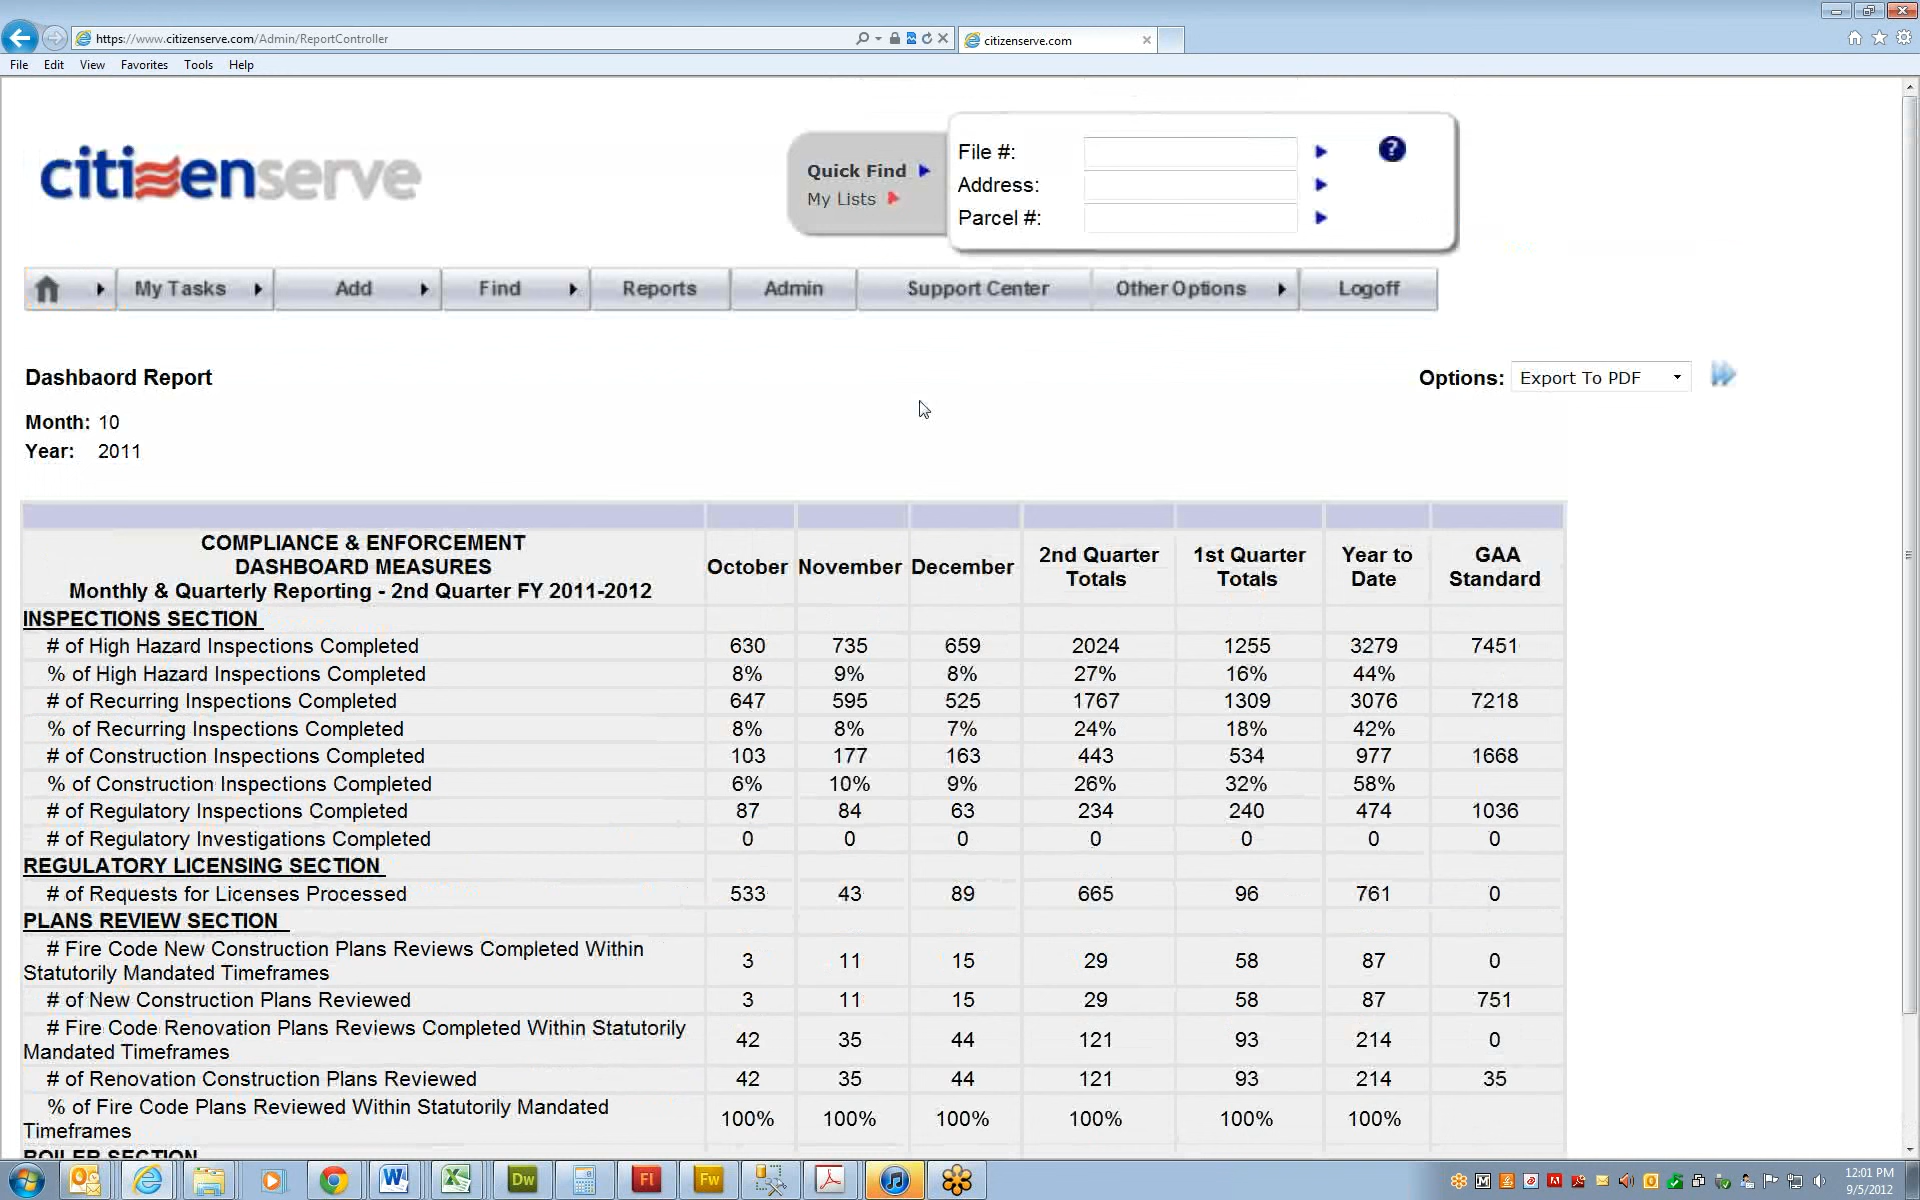 https://www.citizenserve.com/Admin/ReportController
citizenserve.com
File Edit View Favorites Tools Help
citizenserve
Quick Find
My Lists
File #:
Address:
Parcel #:
?
My Tasks Add Find Reports Admin Support Center Other Options Logoff
Dashbaord Report
Options: Export To PDF
Month: 10
Year: 2011
COMPLIANCE & ENFORCEMENT
DASHBOARD MEASURES
Monthly & Quarterly Reporting - 2nd Quarter FY 2011-2012
October November December 2nd Quarter Totals 1st Quarter Totals Year to Date GAA Standard
INSPECTIONS SECTION
# of High Hazard Inspections Completed 630 735 659 2024 1255 3279 7451
% of High Hazard Inspections Completed 8% 9% 8% 27% 16% 44%
# of Recurring Inspections Completed 647 595 525 1767 1309 3076 7218
% of Recurring Inspections Completed 8% 8% 7% 24% 18% 42%
# of Construction Inspections Completed 103 177 163 443 534 977 1668
% of Construction Inspections Completed 6% 10% 9% 26% 32% 58%
# of Regulatory Inspections Completed 87 84 63 234 240 474 1036
# of Regulatory Investigations Completed 0 0 0 0 0 0 0
REGULATORY LICENSING SECTION
# of Requests for Licenses Processed 533 43 89 665 96 761 0
PLANS REVIEW SECTION
# Fire Code New Construction Plans Reviews Completed Within
Statutorily Mandated Timeframes 3 11 15 29 58 87 0
# of New Construction Plans Reviewed 3 11 15 29 58 87 751
# Fire Code Renovation Plans Reviews Completed Within Statutorily
Mandated Timeframes 42 35 44 121 93 214 0
# of Renovation Construction Plans Reviewed 42 35 44 121 93 214 35
% of Fire Code Plans Reviewed Within Statutorily Mandated
Timeframes 100% 100% 100% 100% 100% 100%
BOILER SECTION
Dw Fl Fw
12:01 PM
9/5/2012